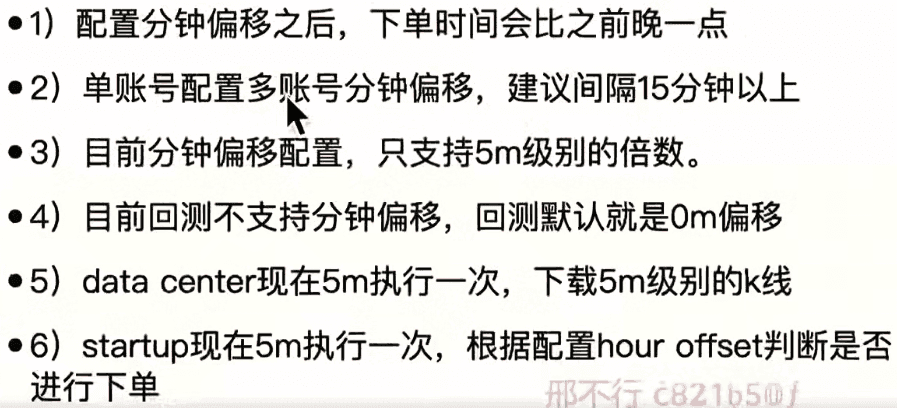 •1）配置分钟偏移之后，下单时间会比之前晚一点
•2）单账号配置多账号分钟偏移，建议间隔15分钟以上
•3）目前分钟偏移配置，只支持5m级别的倍数。
•4）目前回测不支持分钟偏移，回测默认就是0m偏移
•5）data center现在5m执行一次，下载5m级别的k线
•6）startup现在5m执行一次，根据配置hour offset判断是否
进行下单
邢不行